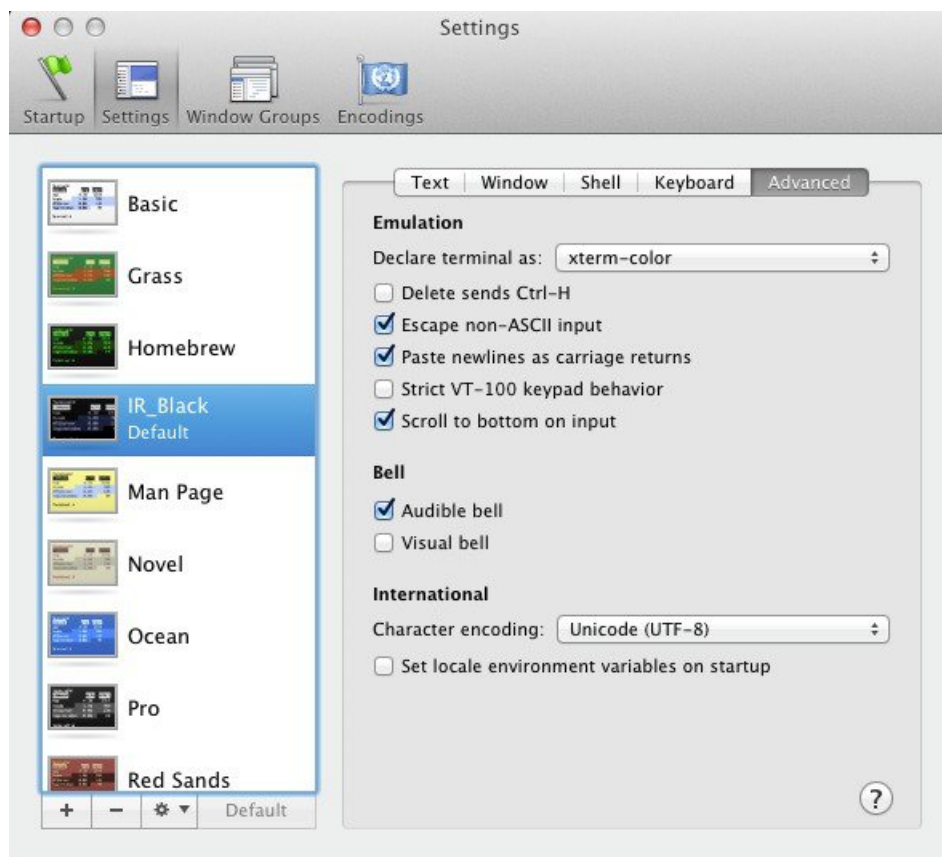 Settings
Startup Settings Window Groups Encodings
Basic
Grass
Homebrew
IR_Black
Default
Man Page
Novel
Ocean
Pro
Red Sands
+ − Default
Text Window Shell Keyboard Advanced
Emulation
Declare terminal as: xterm-color
Delete sends Ctrl-H
Escape non-ASCII input
Paste newlines as carriage returns
Strict VT-100 keypad behavior
Scroll to bottom on input
Bell
Audible bell
Visual bell
International
Character encoding: Unicode (UTF-8)
Set locale environment variables on startup
?